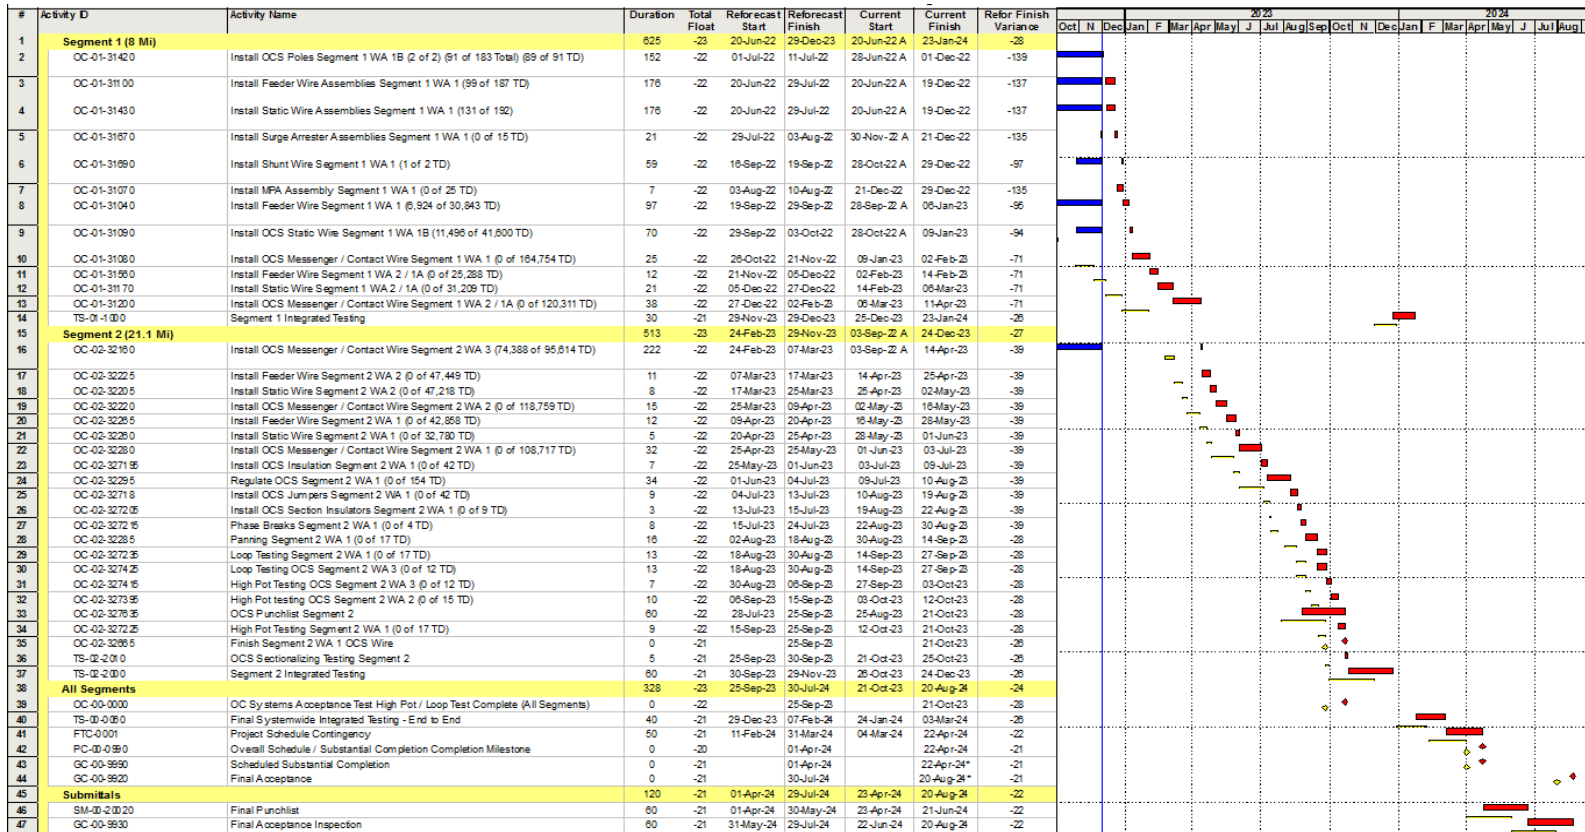 # Activity ID Activity Name Duration Total Float Reforecast Start Reforecast Finish Current Start Current Finish Refor Finish Variance
2023 2024
Oct N Dec Jan F Mar Apr May J Jul Aug Sep Oct N Dec Jan F Mar Apr May J Jul Aug
1 Segment 1 (8 Mi) 625 -23 20-Jun-22 29-Dec-23 20-Jun-22 A 23-Jan-24 -28
2 OC-01-31420 Install OCS Poles Segment 1 WA 1B (2 of 2) (91 of 183 Total) (89 of 91 TD) 152 -22 01-Jul-22 11-Jul-22 28-Jun-22 A 01-Dec-22 -139
3 OC-01-31100 Install Feeder Wire Assemblies Segment 1 WA 1 (99 of 187 TD) 176 -22 20-Jun-22 29-Jul-22 20-Jun-22 A 19-Dec-22 -137
4 OC-01-31430 Install Static Wire Assemblies Segment 1 WA 1 (131 of 192) 176 -22 20-Jun-22 29-Jul-22 20-Jun-22 A 19-Dec-22 -137
5 OC-01-31670 Install Surge Arrester Assemblies Segment 1 WA 1 (0 of 15 TD) 21 -22 29-Jul-22 03-Aug-22 30-Nov-22 A 21-Dec-22 -135
6 OC-01-31690 Install Shunt Wire Segment 1 WA 1 (1 of 2 TD) 59 -22 16-Sep-22 19-Sep-22 28-Oct-22 A 29-Dec-22 -97
7 OC-01-31070 Install MPA Assembly Segment 1 WA 1 (0 of 25 TD) 7 -22 03-Aug-22 10-Aug-22 21-Dec-22 29-Dec-22 -135
8 OC-01-31040 Install Feeder Wire Segment 1 WA 1 (6,924 of 30,843 TD) 97 -22 19-Sep-22 29-Sep-22 28-Sep-22 A 06-Jan-23 -95
9 OC-01-31090 Install OCS Static Wire Segment 1 WA 1B (11,496 of 41,600 TD) 70 -22 29-Sep-22 03-Oct-22 28-Oct-22 A 09-Jan-23 -94
10 OC-01-31080 Install OCS Messenger / Contact Wire Segment 1 WA 1 (0 of 164,754 TD) 25 -22 26-Oct-22 21-Nov-22 09-Jan-23 02-Feb-23 -71
11 OC-01-31560 Install Feeder Wire Segment 1 WA 2 / 1A (0 of 25,288 TD) 12 -22 21-Nov-22 05-Dec-22 02-Feb-23 14-Feb-23 -71
12 OC-01-31170 Install Static Wire Segment 1 WA 2 / 1A (0 of 31,209 TD) 21 -22 05-Dec-22 27-Dec-22 14-Feb-23 06-Mar-23 -71
13 OC-01-31200 Install OCS Messenger / Contact Wire Segment 1 WA 2 / 1A (0 of 120,311 TD) 38 -22 27-Dec-22 02-Feb-23 06-Mar-23 11-Apr-23 -71
14 TS-01-1000 Segment 1 Integrated Testing 30 -21 29-Nov-23 29-Dec-23 25-Dec-23 23-Jan-24 -26
15 Segment 2 (21.1 Mi) 513 -23 24-Feb-23 29-Nov-23 03-Sep-22 A 24-Dec-23 -27
16 OC-02-32160 Install OCS Messenger / Contact Wire Segment 2 WA 3 (74,388 of 95,614 TD) 222 -22 24-Feb-23 07-Mar-23 03-Sep-22 A 14-Apr-23 -39
17 OC-02-32225 Install Feeder Wire Segment 2 WA 2 (0 of 47,449 TD) 11 -22 07-Mar-23 17-Mar-23 14-Apr-23 25-Apr-23 -39
18 OC-02-32205 Install Static Wire Segment 2 WA 2 (0 of 47,218 TD) 8 -22 17-Mar-23 25-Mar-23 25-Apr-23 02-May-23 -39
19 OC-02-32220 Install OCS Messenger / Contact Wire Segment 2 WA 2 (0 of 118,759 TD) 15 -22 25-Mar-23 09-Apr-23 02-May-23 16-May-23 -39
20 OC-02-32265 Install Feeder Wire Segment 2 WA 1 (0 of 42,858 TD) 12 -22 09-Apr-23 20-Apr-23 16-May-23 28-May-23 -39
21 OC-02-32260 Install Static Wire Segment 2 WA 1 (0 of 32,780 TD) 5 -22 20-Apr-23 25-Apr-23 28-May-23 01-Jun-23 -39
22 OC-02-32280 Install OCS Messenger / Contact Wire Segment 2 WA 1 (0 of 108,717 TD) 32 -22 25-Apr-23 25-May-23 01-Jun-23 03-Jul-23 -39
23 OC-02-327195 Install OCS Insulation Segment 2 WA 1 (0 of 42 TD) 7 -22 25-May-23 01-Jun-23 03-Jul-23 09-Jul-23 -39
24 OC-02-32295 Regulate OCS Segment 2 WA 1 (0 of 154 TD) 34 -22 01-Jun-23 04-Jul-23 09-Jul-23 10-Aug-23 -39
25 OC-02-32718 Install OCS Jumpers Segment 2 WA 1 (0 of 42 TD) 9 -22 04-Jul-23 13-Jul-23 10-Aug-23 19-Aug-23 -39
26 OC-02-327205 Install OCS Section Insulators Segment 2 WA 1 (0 of 9 TD) 3 -22 13-Jul-23 15-Jul-23 19-Aug-23 22-Aug-23 -39
27 OC-02-327215 Phase Breaks Segment 2 WA 1 (0 of 4 TD) 8 -22 15-Jul-23 24-Jul-23 22-Aug-23 30-Aug-23 -39
28 OC-02-32285 Panning Segment 2 WA 1 (0 of 17 TD) 16 -22 02-Aug-23 18-Aug-23 30-Aug-23 14-Sep-23 -28
29 OC-02-327235 Loop Testing Segment 2 WA 1 (0 of 17 TD) 13 -22 18-Aug-23 30-Aug-23 14-Sep-23 27-Sep-23 -28
30 OC-02-327425 Loop Testing OCS Segment 2 WA 3 (0 of 12 TD) 13 -22 18-Aug-23 30-Aug-23 14-Sep-23 27-Sep-23 -28
31 OC-02-327415 High Pot Testing OCS Segment 2 WA 3 (0 of 12 TD) 7 -22 30-Aug-23 06-Sep-23 27-Sep-23 03-Oct-23 -28
32 OC-02-327395 High Pot testing OCS Segment 2 WA 2 (0 of 15 TD) 10 -22 06-Sep-23 15-Sep-23 03-Oct-23 12-Oct-23 -28
33 OC-02-327635 OCS Punchlist Segment 2 60 -22 28-Jul-23 25-Sep-23 25-Aug-23 21-Oct-23 -28
34 OC-02-327225 High Pot Testing Segment 2 WA 1 (0 of 17 TD) 9 -22 15-Sep-23 25-Sep-23 12-Oct-23 21-Oct-23 -28
35 OC-02-32665 Finish Segment 2 WA 1 OCS Wire 0 -21 25-Sep-23 21-Oct-23 -26
36 TS-02-2010 OCS Sectionalizing Testing Segment 2 5 -21 25-Sep-23 30-Sep-23 21-Oct-23 25-Oct-23 -26
37 TS-02-2000 Segment 2 Integrated Testing 60 -21 30-Sep-23 29-Nov-23 26-Oct-23 24-Dec-23 -26
38 All Segments 328 -23 25-Sep-23 30-Jul-24 21-Oct-23 20-Aug-24 -24
39 OC-00-0000 OC Systems Acceptance Test High Pot / Loop Test Complete (All Segments) 0 -22 25-Sep-23 21-Oct-23 -28
40 TS-00-0060 Final Systemwide Integrated Testing - End to End 40 -21 29-Dec-23 07-Feb-24 24-Jan-24 03-Mar-24 -26
41 FTC-0001 Project Schedule Contingency 50 -21 11-Feb-24 31-Mar-24 04-Mar-24 22-Apr-24 -22
42 PC-00-0590 Overall Schedule / Substantial Completion Completion Milestone 0 -20 01-Apr-24 22-Apr-24 -21
43 GC-00-9990 Scheduled Substantial Completion 0 -21 01-Apr-24 22-Apr-24* -21
44 GC-00-9920 Final Acceptance 0 -21 30-Jul-24 20-Aug-24* -21
45 Submittals 120 -21 01-Apr-24 29-Jul-24 23-Apr-24 20-Aug-24 -22
46 SM-00-20020 Final Punchlist 60 -21 01-Apr-24 30-May-24 23-Apr-24 21-Jun-24 -22
47 GC-00-9930 Final Acceptance Inspection 60 -21 31-May-24 29-Jul-24 22-Jun-24 20-Aug-24 -22